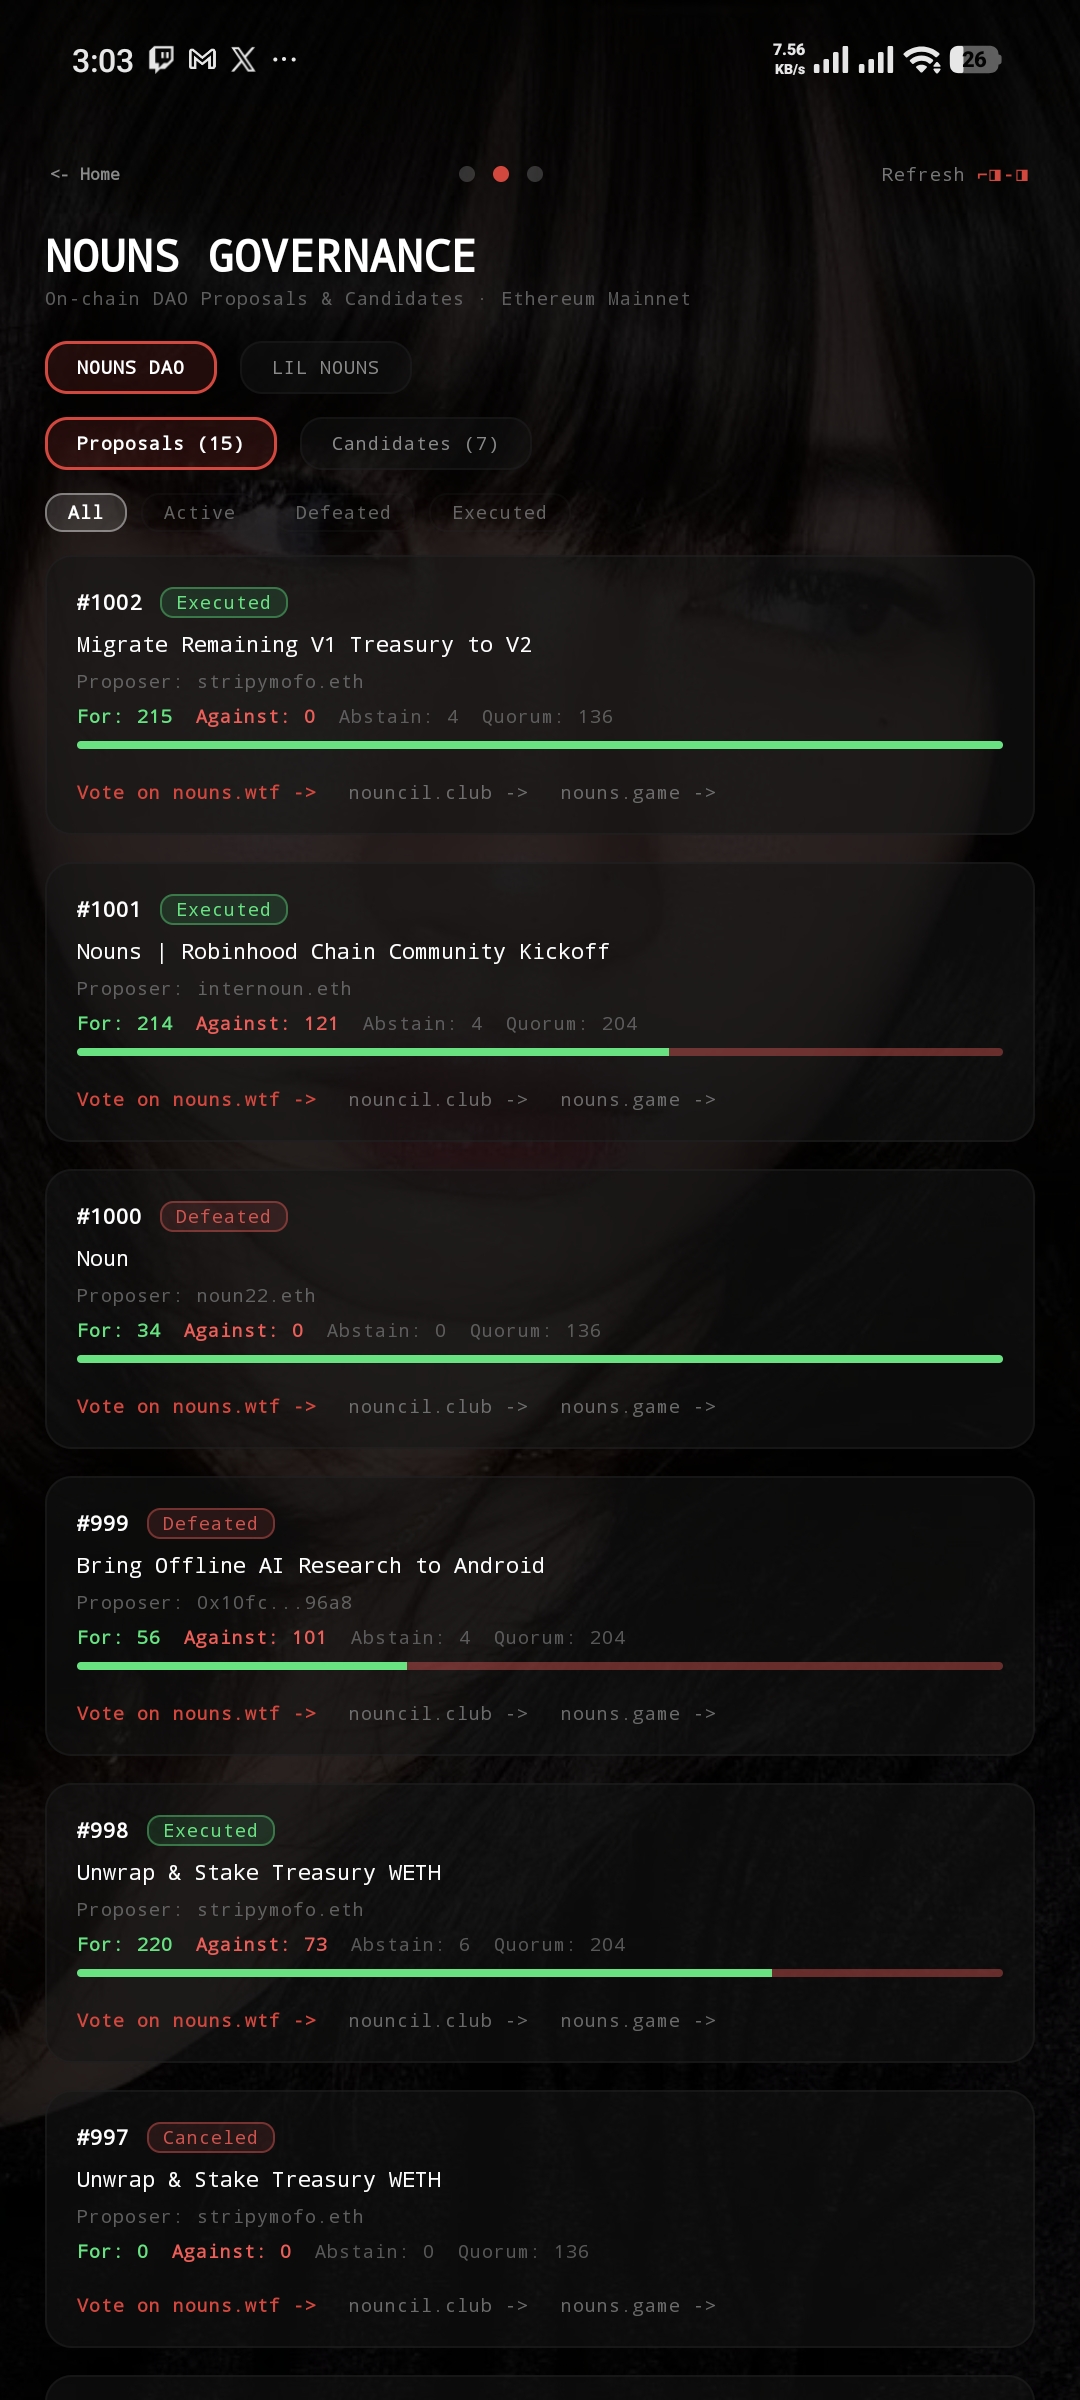 3:03 ...
7.56 KB/s
26
<- Home
Refresh ⌐◨-◨
NOUNS GOVERNANCE
On-chain DAO Proposals & Candidates · Ethereum Mainnet
NOUNS DAO LIL NOUNS
Proposals (15) Candidates (7)
All Active Defeated Executed
#1002 Executed
Migrate Remaining V1 Treasury to V2
Proposer: stripymofo.eth
For: 215 Against: 0 Abstain: 4 Quorum: 136
Vote on nouns.wtf -> nouncil.club -> nouns.game ->
#1001 Executed
Nouns | Robinhood Chain Community Kickoff
Proposer: internoun.eth
For: 214 Against: 121 Abstain: 4 Quorum: 204
Vote on nouns.wtf -> nouncil.club -> nouns.game ->
#1000 Defeated
Noun
Proposer: noun22.eth
For: 34 Against: 0 Abstain: 0 Quorum: 136
Vote on nouns.wtf -> nouncil.club -> nouns.game ->
#999 Defeated
Bring Offline AI Research to Android
Proposer: 0x10fc...96a8
For: 56 Against: 101 Abstain: 4 Quorum: 204
Vote on nouns.wtf -> nouncil.club -> nouns.game ->
#998 Executed
Unwrap & Stake Treasury WETH
Proposer: stripymofo.eth
For: 220 Against: 73 Abstain: 6 Quorum: 204
Vote on nouns.wtf -> nouncil.club -> nouns.game ->
#997 Canceled
Unwrap & Stake Treasury WETH
Proposer: stripymofo.eth
For: 0 Against: 0 Abstain: 0 Quorum: 136
Vote on nouns.wtf -> nouncil.club -> nouns.game ->